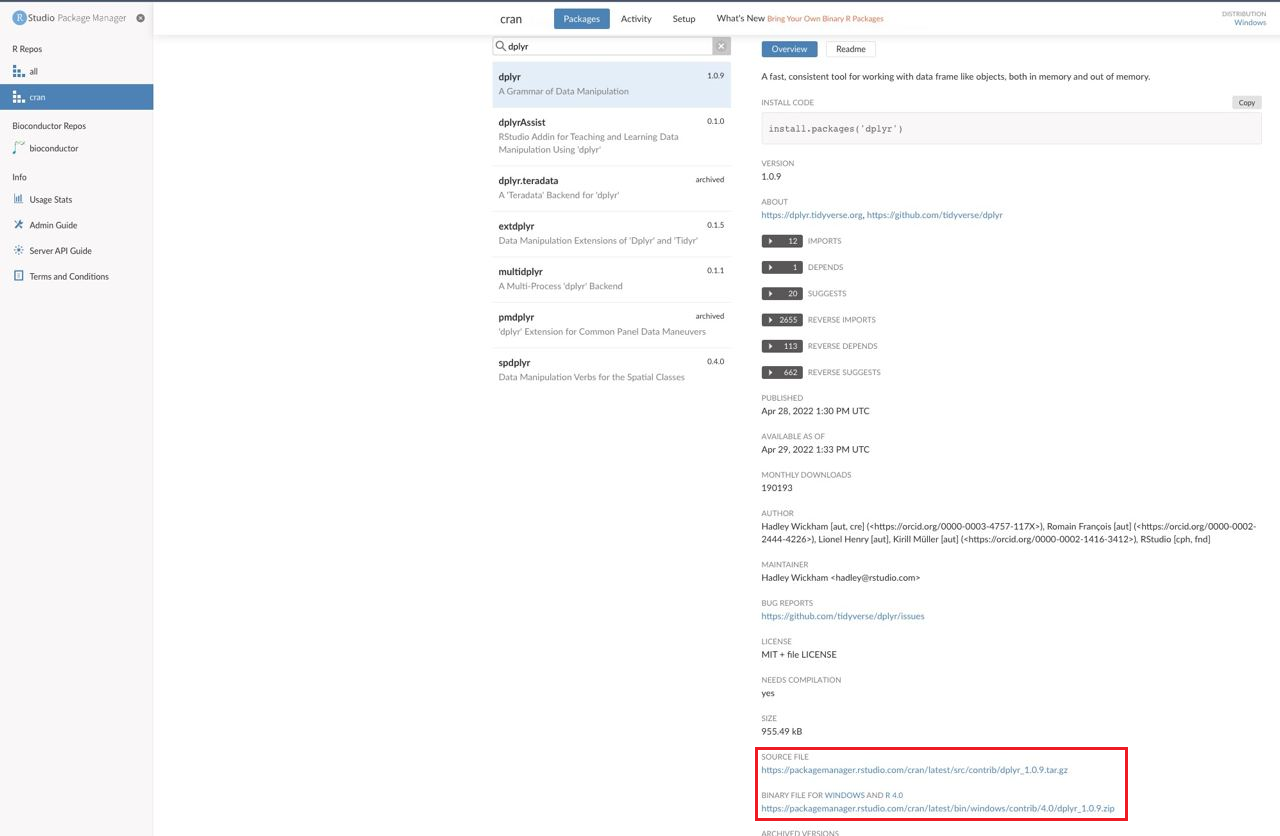 RStudio Package Manager
R Repos
all
cran
Bioconductor Repos
bioconductor
Info
Usage Stats
Admin Guide
Server API Guide
Terms and Conditions
cran
Packages
Activity
Setup
What's New Bring Your Own Binary R Packages
DISTRIBUTION
Windows
dplyr
dplyr 1.0.9
A Grammar of Data Manipulation
dplyrAssist 0.1.0
RStudio Addin for Teaching and Learning Data
Manipulation Using 'dplyr'
dplyr.teradata archived
A 'Teradata' Backend for 'dplyr'
extdplyr 0.1.5
Data Manipulation Extensions of 'Dplyr' and 'Tidyr'
multidplyr 0.1.1
A Multi-Process 'dplyr' Backend
pmdplyr archived
'dplyr' Extension for Common Panel Data Maneuvers
spdplyr 0.4.0
Data Manipulation Verbs for the Spatial Classes
Overview
Readme
A fast, consistent tool for working with data frame like objects, both in memory and out of memory.
INSTALL CODE
Copy
install.packages('dplyr')
VERSION
1.0.9
ABOUT
https://dplyr.tidyverse.org, https://github.com/tidyverse/dplyr
12 IMPORTS
1 DEPENDS
20 SUGGESTS
2655 REVERSE IMPORTS
113 REVERSE DEPENDS
662 REVERSE SUGGESTS
PUBLISHED
Apr 28, 2022 1:30 PM UTC
AVAILABLE AS OF
Apr 29, 2022 1:33 PM UTC
MONTHLY DOWNLOADS
190193
AUTHOR
Hadley Wickham [aut, cre] (<https://orcid.org/0000-0003-4757-117X>), Romain François [aut] (<https://orcid.org/0000-0002-
2444-4226>), Lionel Henry [aut], Kirill Müller [aut] (<https://orcid.org/0000-0002-1416-3412>), RStudio [cph, fnd]
MAINTAINER
Hadley Wickham <hadley@rstudio.com>
BUG REPORTS
https://github.com/tidyverse/dplyr/issues
LICENSE
MIT + file LICENSE
NEEDS COMPILATION
yes
SIZE
955.49 kB
SOURCE FILE
https://packagemanager.rstudio.com/cran/latest/src/contrib/dplyr_1.0.9.tar.gz
BINARY FILE FOR WINDOWS AND R 4.0
https://packagemanager.rstudio.com/cran/latest/bin/windows/contrib/4.0/dplyr_1.0.9.zip
ARCHIVED VERSIONS